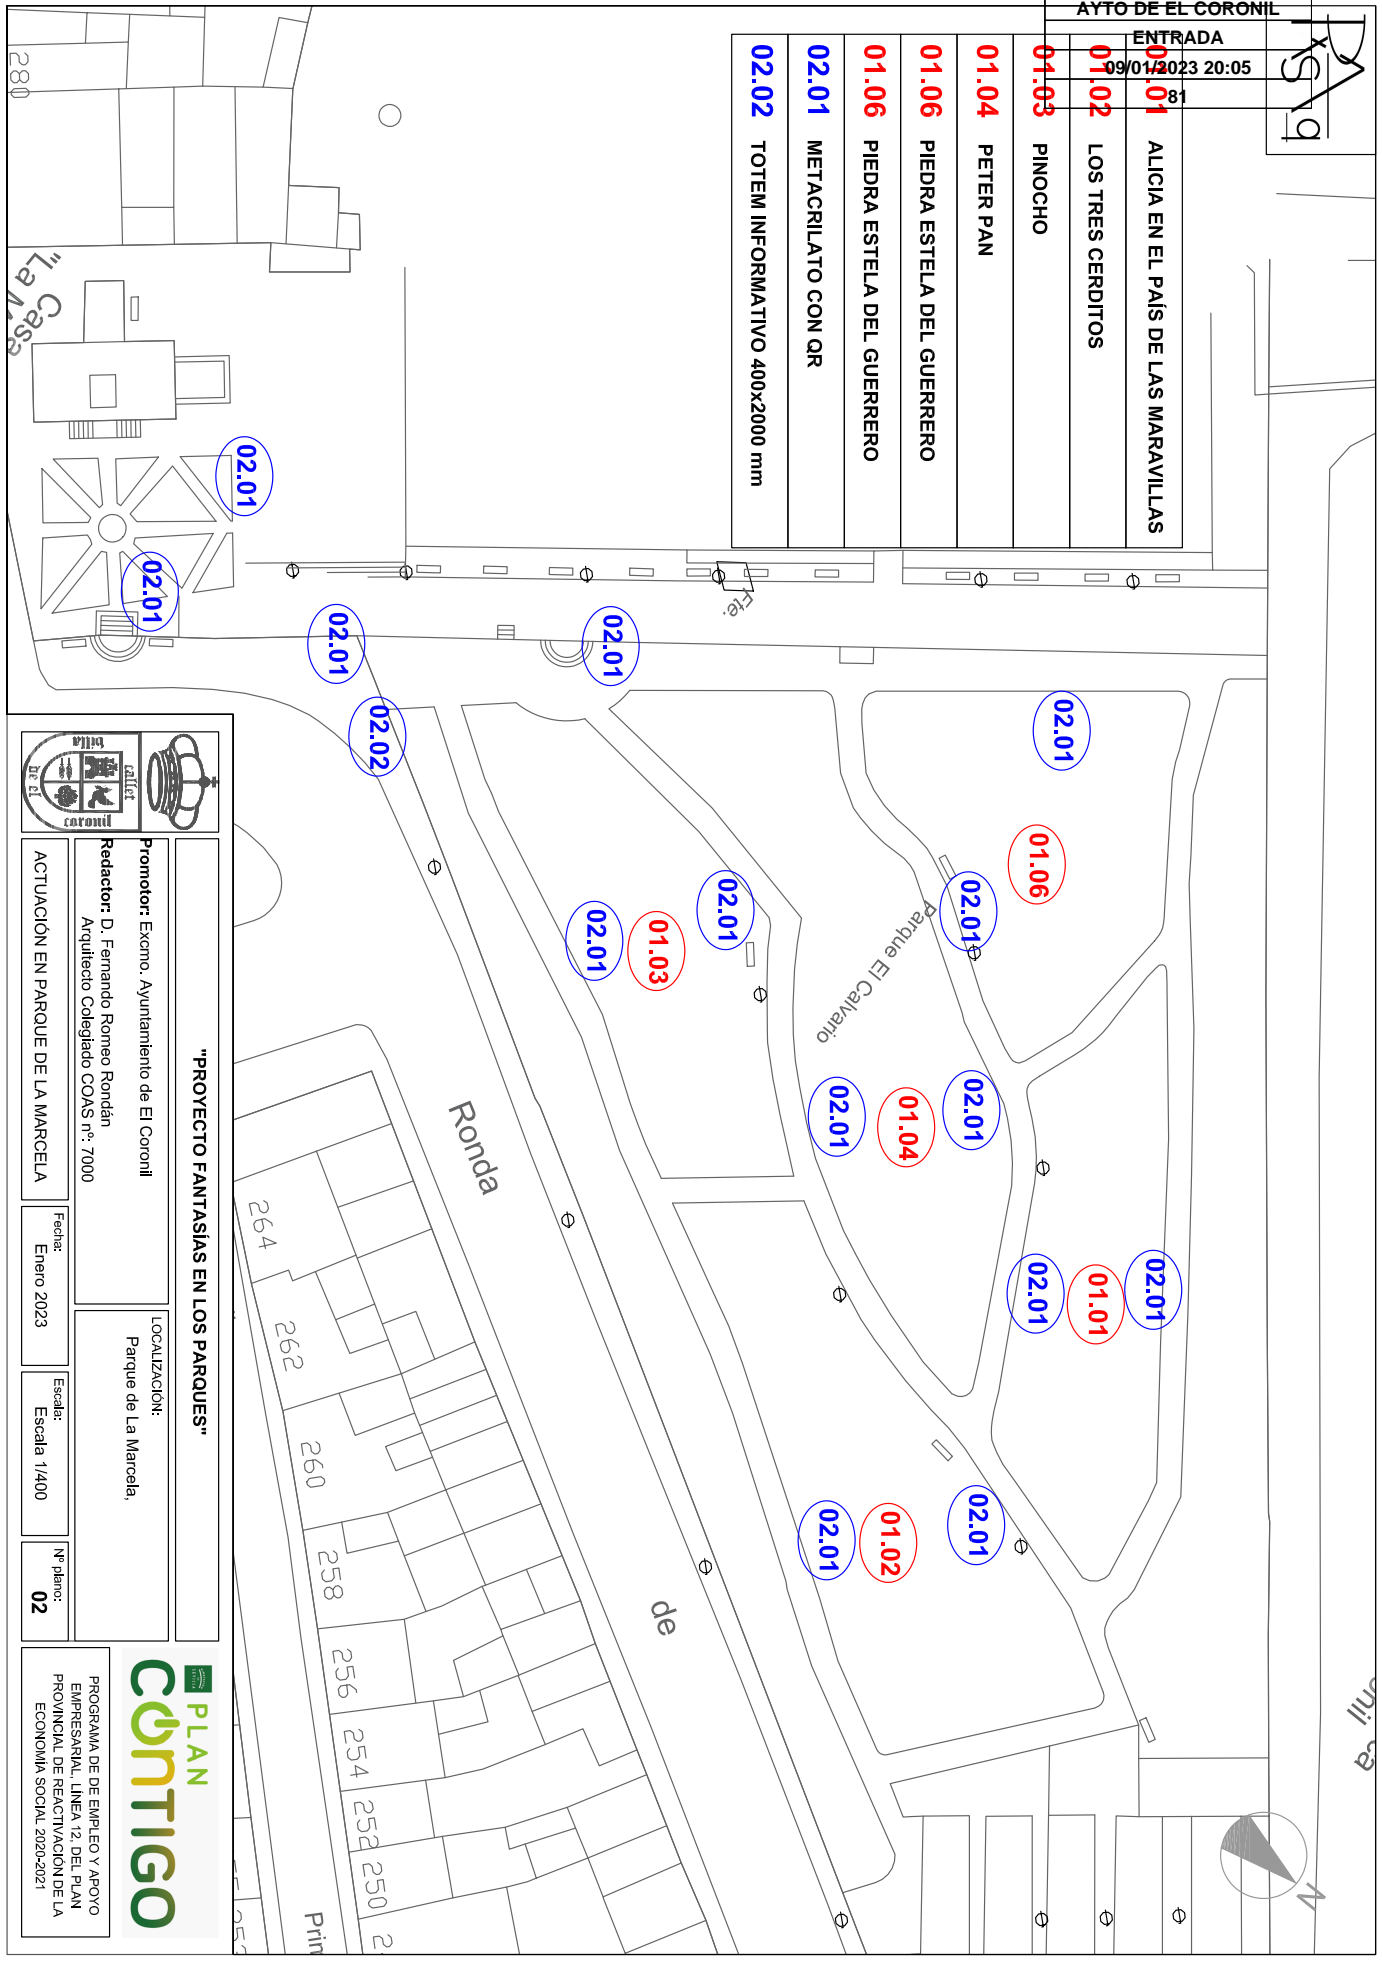 AYTO DE EL CORONIL
ENTRADA
09/01/2023 20:05
81
01.01 ALICIA EN EL PAÍS DE LAS MARAVILLAS
01.02 LOS TRES CERDITOS
01.03 PINOCHO
01.04 PETER PAN
01.06 PIEDRA ESTELA DEL GUERRERO
01.06 PIEDRA ESTELA DEL GUERRERO
02.01 METACRILATO CON QR
02.02 TOTEM INFORMATIVO 400x2000 mm
280
Casa
"La M
02.01
02.01
02.01
02.01
02.02
Fte.
02.01
01.06
02.01
Parque El Calvario
02.01
01.03
02.01
02.01
01.04
02.01
02.01
01.01
02.01
02.01
01.02
02.01
Ronda
de
264
262
260
258
256
254
252
250
Prim
N
villa
de el
callet
coronil
"PROYECTO FANTASÍAS EN LOS PARQUES"
Promotor: Excmo. Ayuntamiento de El Coronil
Redactor: D. Fernando Romeo Rondán
Arquitecto Colegiado COAS nº: 7000
LOCALIZACIÓN:
Parque de La Marcela,
ACTUACIÓN EN PARQUE DE LA MARCELA
Fecha:
Enero 2023
Escala:
Escala 1/400
Nº plano:
02
PLAN
CONTIGO
PROGRAMA DE DE EMPLEO Y APOYO
EMPRESARIAL, LÍNEA 12, DEL PLAN
PROVINCIAL DE REACTIVACIÓN DE LA
ECONOMÍA SOCIAL 2020-2021